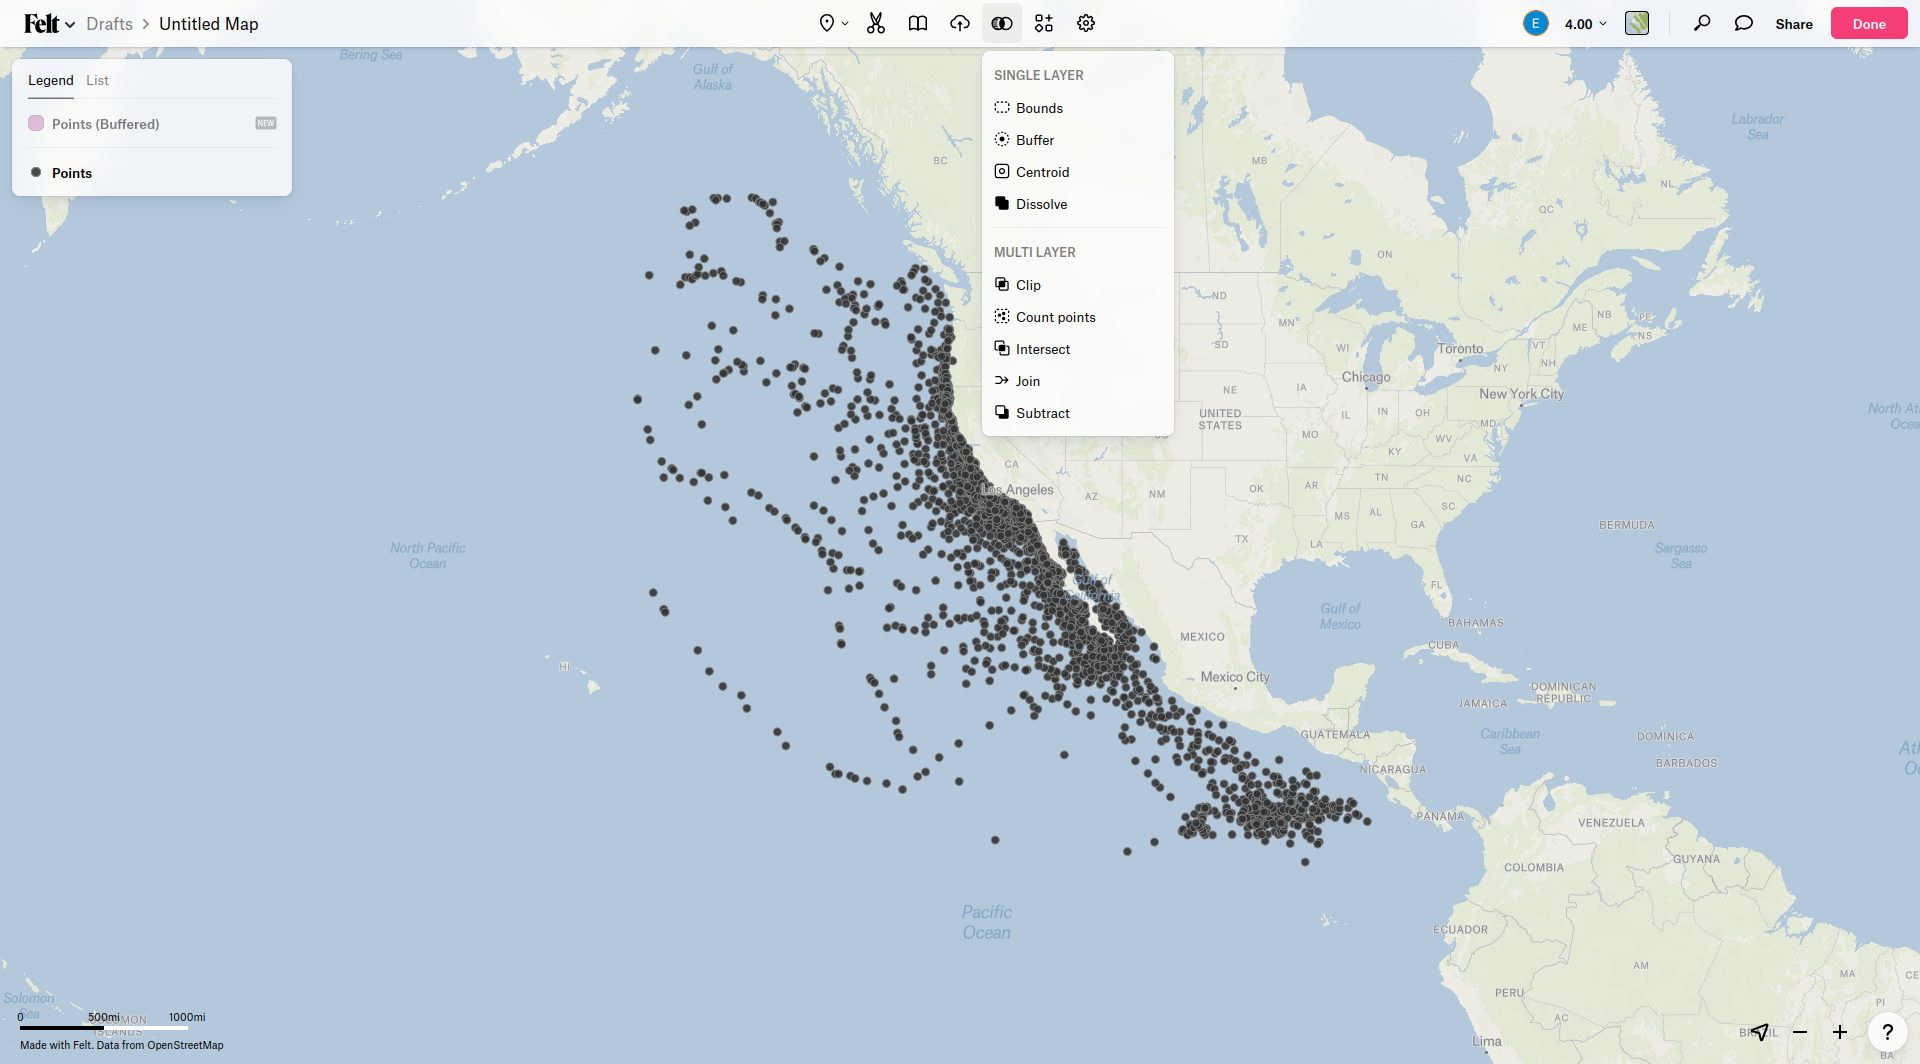 Felt
Drafts
Untitled Map
E
4.00
Share
Done
Legend
List
Points (Buffered)
NEW
Points
SINGLE LAYER
Bounds
Buffer
Centroid
Dissolve
MULTI LAYER
Clip
Count points
Intersect
Join
Subtract
Bering Sea
Gulf of
Alaska
Labrador
Sea
BC
MB
NL
QC
ON
ND
MN
SD
WI
NE
IA
IL
IN
OH
Toronto
Chicago
New York City
NB
PE
ME
NS
VT
NH
NY
MD
WV
VA
KY
MO
UNITED
STATES
CA
Los Angeles
AZ
NM
OK
AR
TN
NC
SC
MS
AL
GA
TX
LA
FL
North Atl
Ocea
BERMUDA
Sargasso
Sea
North Pacific
Ocean
Gulf of
California
Gulf of
Mexico
BAHAMAS
CUBA
MEXICO
Mexico City
HI
JAMAICA
DOMINICAN
REPUBLIC
GUATEMALA
Caribbean
Sea
DOMINICA
BARBADOS
NICARAGUA
Atl
Oc
PANAMA
VENEZUELA
COLOMBIA
GUYANA
Pacific
Ocean
ECUADOR
AM
MA
CE
PERU
PI
AC
BRAZIL
Lima
BA
Solomon
Sea
SOLOMON
ISLANDS
0
500mi
1000mi
Made with Felt. Data from OpenStreetMap
?